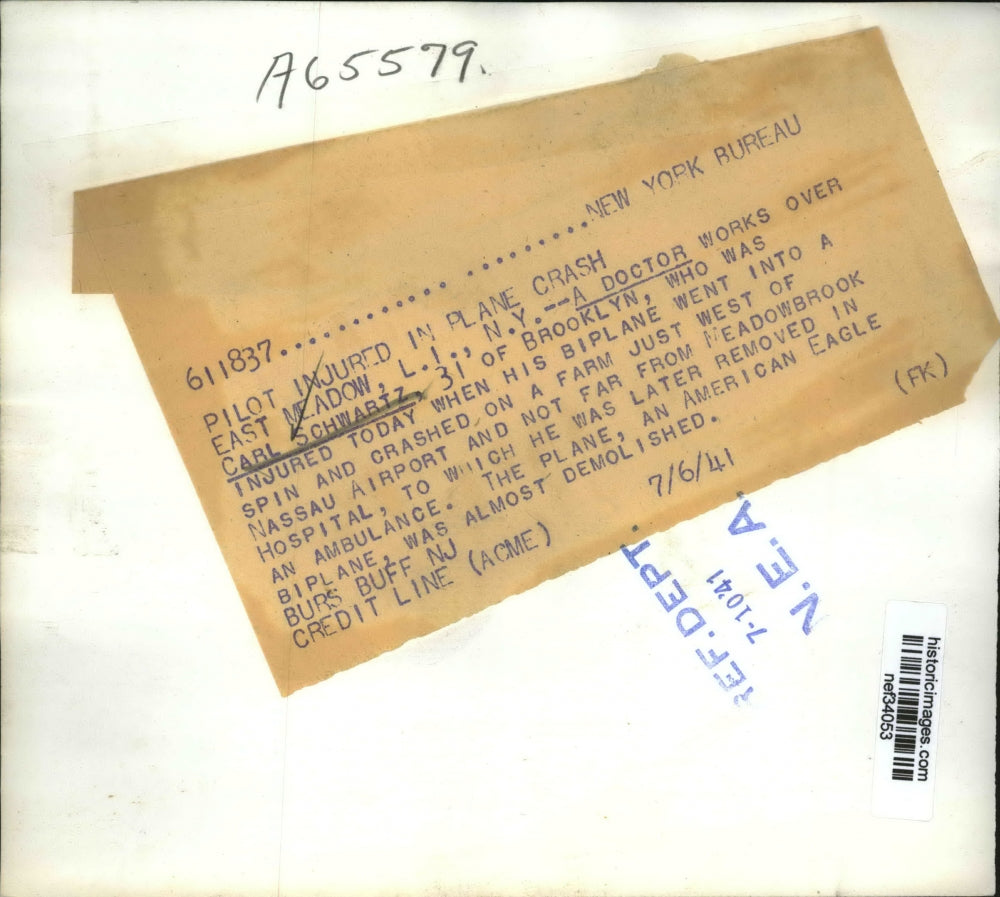 A65579.
611837..........................NEW YORK BUREAU
PILOT INJURED IN PLANE CRASH
EAST MEADOW, L.I., N.Y.--A DOCTOR WORKS OVER
CARL SCHWARTZ, 31 OF BROOKLYN, WHO WAS
INJURED TODAY WHEN HIS BIPLANE WENT INTO A
SPIN AND CRASHED, ON A FARM JUST WEST OF
NASSAU AIRPORT AND NOT FAR FROM MEADOWBROOK
HOSPITAL, TO WHICH HE WAS LATER REMOVED IN
AN AMBULANCE. THE PLANE, AN AMERICAN EAGLE
BIPLANE, WAS ALMOST DEMOLISHED.
BURS BUFF NJ
CREDIT LINE (ACME) 7/6/41 (FK)
REF. DEPT.
7-1041
N.E.A.
historicimages.com
nef34053